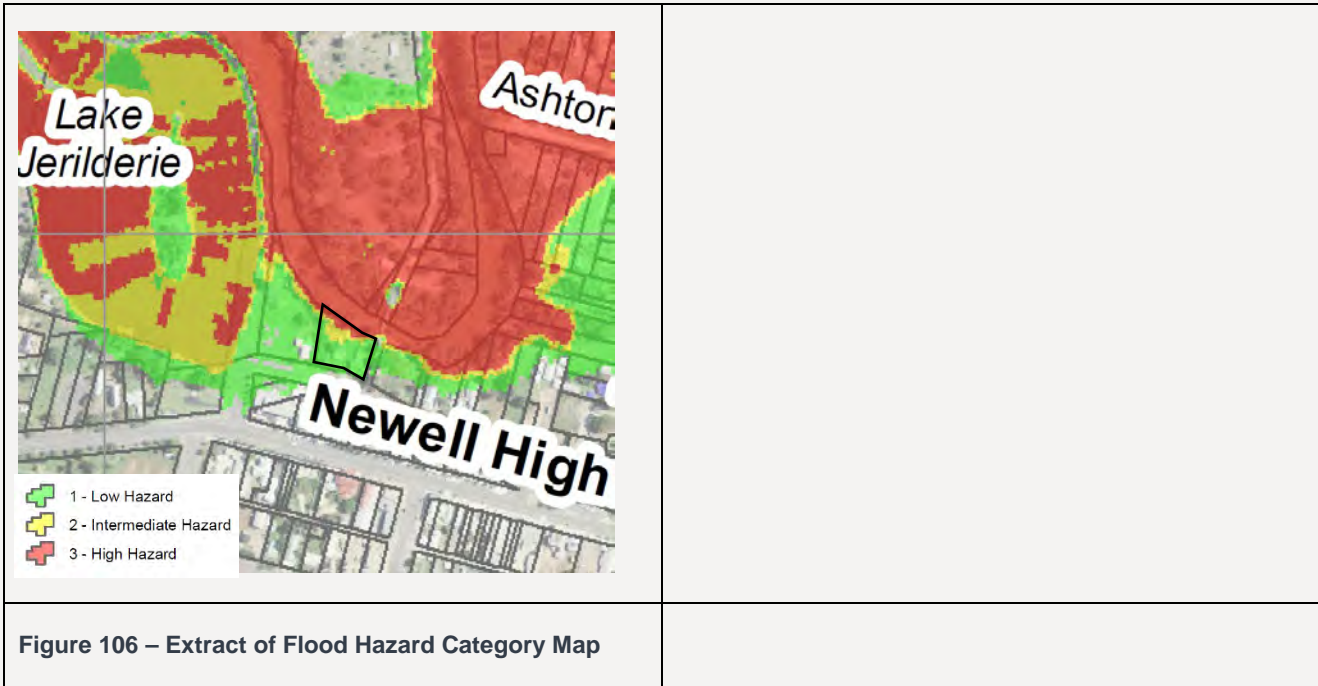 Lake
Jerilderie
Ashton
Newell High
1 - Low Hazard
2 - Intermediate Hazard
3 - High Hazard
Figure 106 – Extract of Flood Hazard Category Map